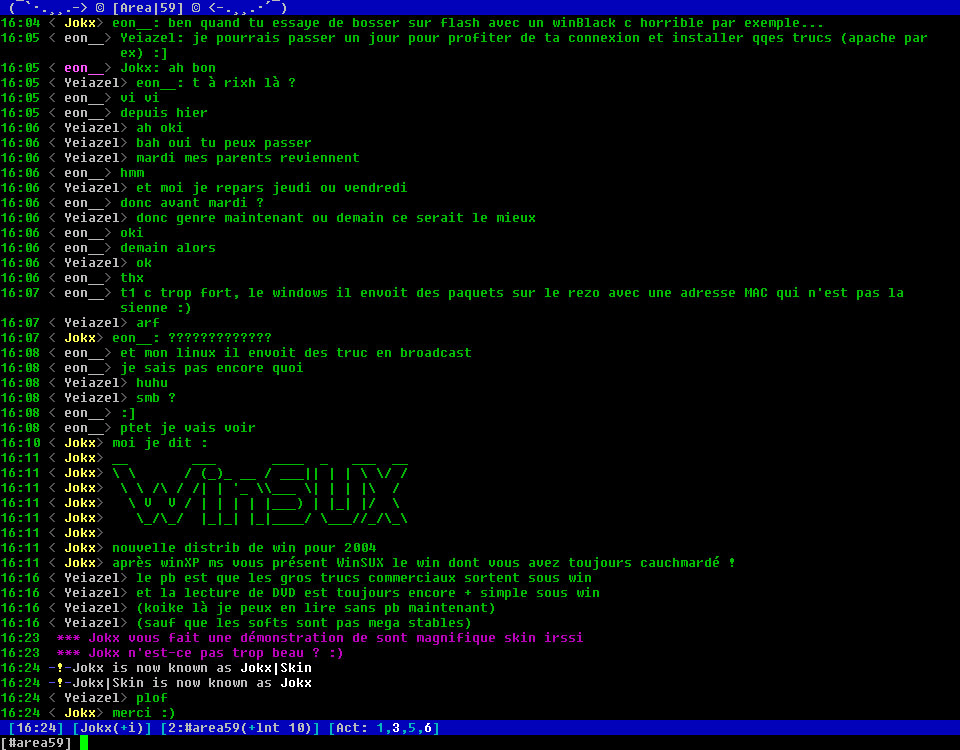 (¯`·.¸¸.-> © [Area|59] © <-.¸¸.·´¯)
16:04 < Jokx> eon__: ben quand tu essaye de bosser sur flash avec un winBlack c horrible par exemple...
16:05 < eon__> Yeiazel: je pourrais passer un jour pour profiter de ta connexion et installer qqes trucs (apache par
ex) :]
16:05 < eon__> Jokx: ah bon
16:05 < Yeiazel> eon__: t à rixh là ?
16:05 < eon__> vi vi
16:05 < eon__> depuis hier
16:06 < Yeiazel> ah oki
16:06 < Yeiazel> bah oui tu peux passer
16:06 < Yeiazel> mardi mes parents reviennent
16:06 < eon__> hmm
16:06 < Yeiazel> et moi je repars jeudi ou vendredi
16:06 < eon__> donc avant mardi ?
16:06 < Yeiazel> donc genre maintenant ou demain ce serait le mieux
16:06 < eon__> oki
16:06 < eon__> demain alors
16:06 < Yeiazel> ok
16:06 < eon__> thx
16:07 < eon__> t1 c trop fort, le windows il envoit des paquets sur le rezo avec une adresse MAC qui n'est pas la
sienne :)
16:07 < Yeiazel> arf
16:07 < Jokx> eon__: ?????????????
16:08 < eon__> et mon linux il envoit des truc en broadcast
16:08 < eon__> je sais pas encore quoi
16:08 < Yeiazel> huhu
16:08 < Yeiazel> smb ?
16:08 < eon__> :]
16:08 < eon__> ptet je vais voir
16:10 < Jokx> moi je dit :
16:11 < Jokx> __        ___       ____  _   ___  __
16:11 < Jokx> \ \      / (_)_ __ / ___|| | | \ \/ /
16:11 < Jokx>  \ \ /\ / /| | '_ \\___ \| | | |\  /
16:11 < Jokx>   \ V  V / | | | | |___) | |_| |/  \
16:11 < Jokx>    \_/\_/  |_|_| |_|____/ \___//_/\_\
16:11 < Jokx>
16:11 < Jokx> nouvelle distrib de win pour 2004
16:11 < Jokx> après winXP ms vous présent WinSUX le win dont vous avez toujours cauchmardé !
16:16 < Yeiazel> le pb est que les gros trucs commerciaux sortent sous win
16:16 < Yeiazel> et la lecture de DVD est toujours encore + simple sous win
16:16 < Yeiazel> (koike là je peux en lire sans pb maintenant)
16:16 < Yeiazel> (sauf que les softs sont pas mega stables)
16:23  *** Jokx vous fait une démonstration de sont magnifique skin irssi
16:23  *** Jokx n'est-ce pas trop beau ? :)
16:24 -!-Jokx is now known as Jokx|Skin
16:24 -!-Jokx|Skin is now known as Jokx
16:24 < Yeiazel> plof
16:24 < Jokx> merci :)
[16:24] [Jokx(+i)] [2:#area59(+lnt 10)] [Act: 1,3,5,6]
[#area59]